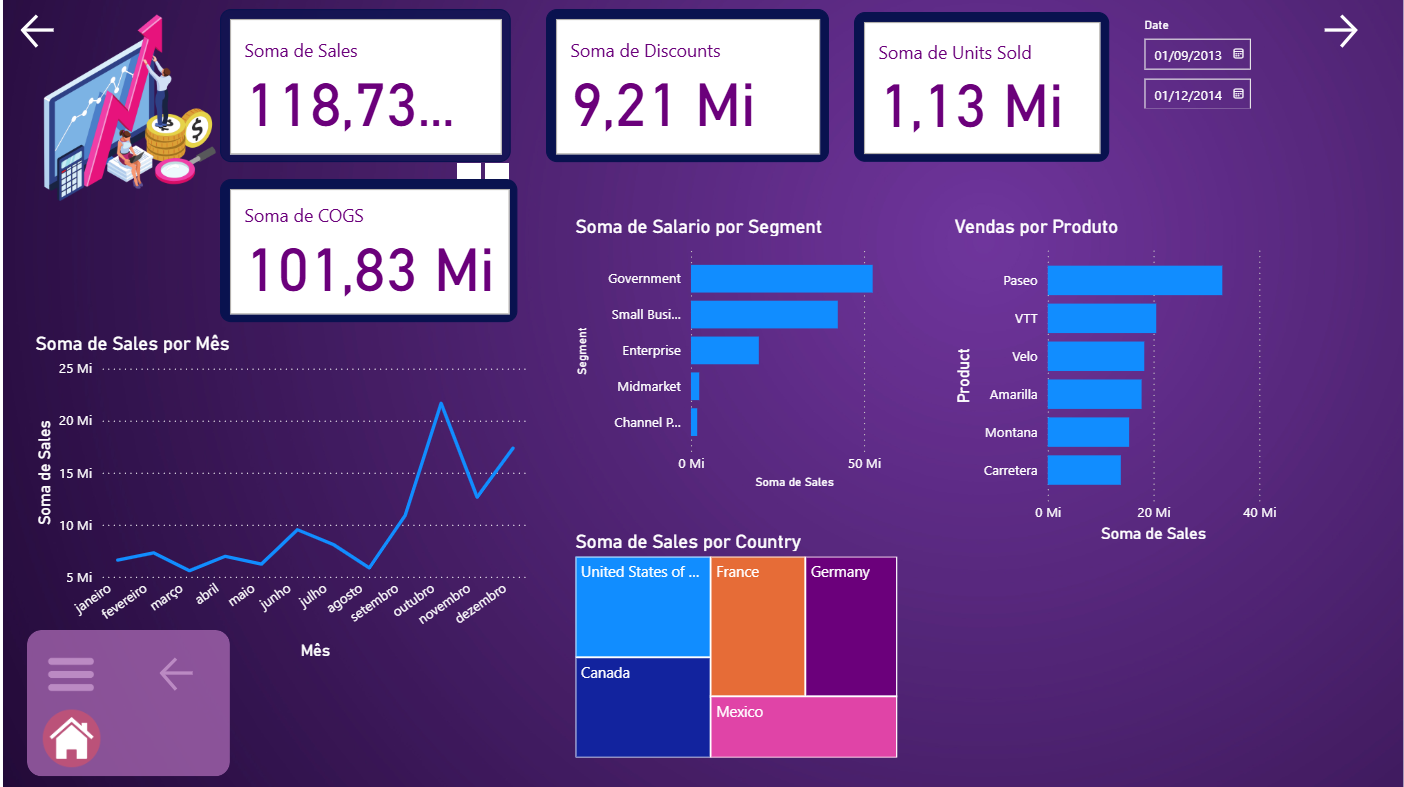 Soma de Sales
118,73...
Soma de Discounts
9,21 Mi
Soma de Units Sold
1,13 Mi
Date
01/09/2013
01/12/2014
$
Soma de COGS
101,83 Mi
Soma de Sales por Mês
25 Mi
20 Mi
15 Mi
10 Mi
5 Mi
Soma de Sales
janeiro
fevereiro
março
abril
maio
junho
julho
agosto
setembro
outubro
novembro
dezembro
Mês
Soma de Salario por Segment
Segment
Government
Small Busi...
Enterprise
Midmarket
Channel P...
0 Mi
50 Mi
Soma de Sales
Vendas por Produto
Product
Paseo
VTT
Velo
Amarilla
Montana
Carretera
0 Mi
20 Mi
40 Mi
Soma de Sales
Soma de Sales por Country
United States of ...
France
Germany
Canada
Mexico